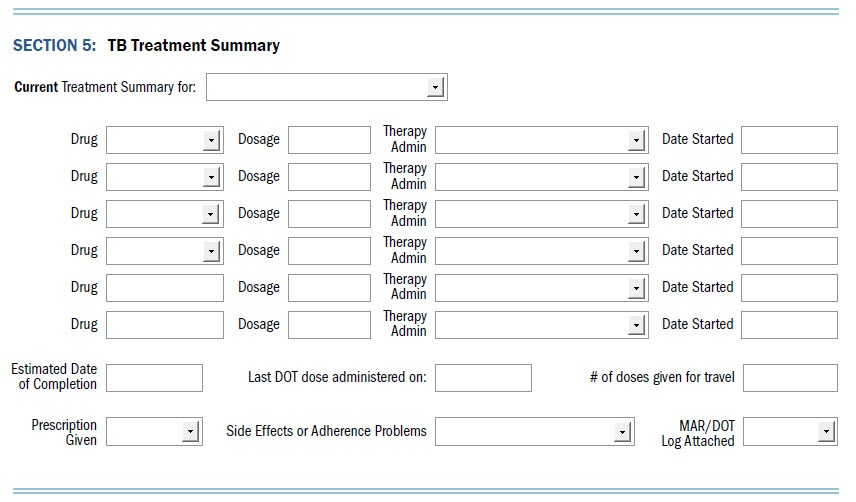 SECTION 5: TB Treatment Summary
Current Treatment Summary for:
Drug Dosage Therapy Admin Date Started
Drug Dosage Therapy Admin Date Started
Drug Dosage Therapy Admin Date Started
Drug Dosage Therapy Admin Date Started
Drug Dosage Therapy Admin Date Started
Drug Dosage Therapy Admin Date Started
Estimated Date
of Completion
Last DOT dose administered on:
# of doses given for travel
Prescription
Given
Side Effects or Adherence Problems
MAR/DOT
Log Attached